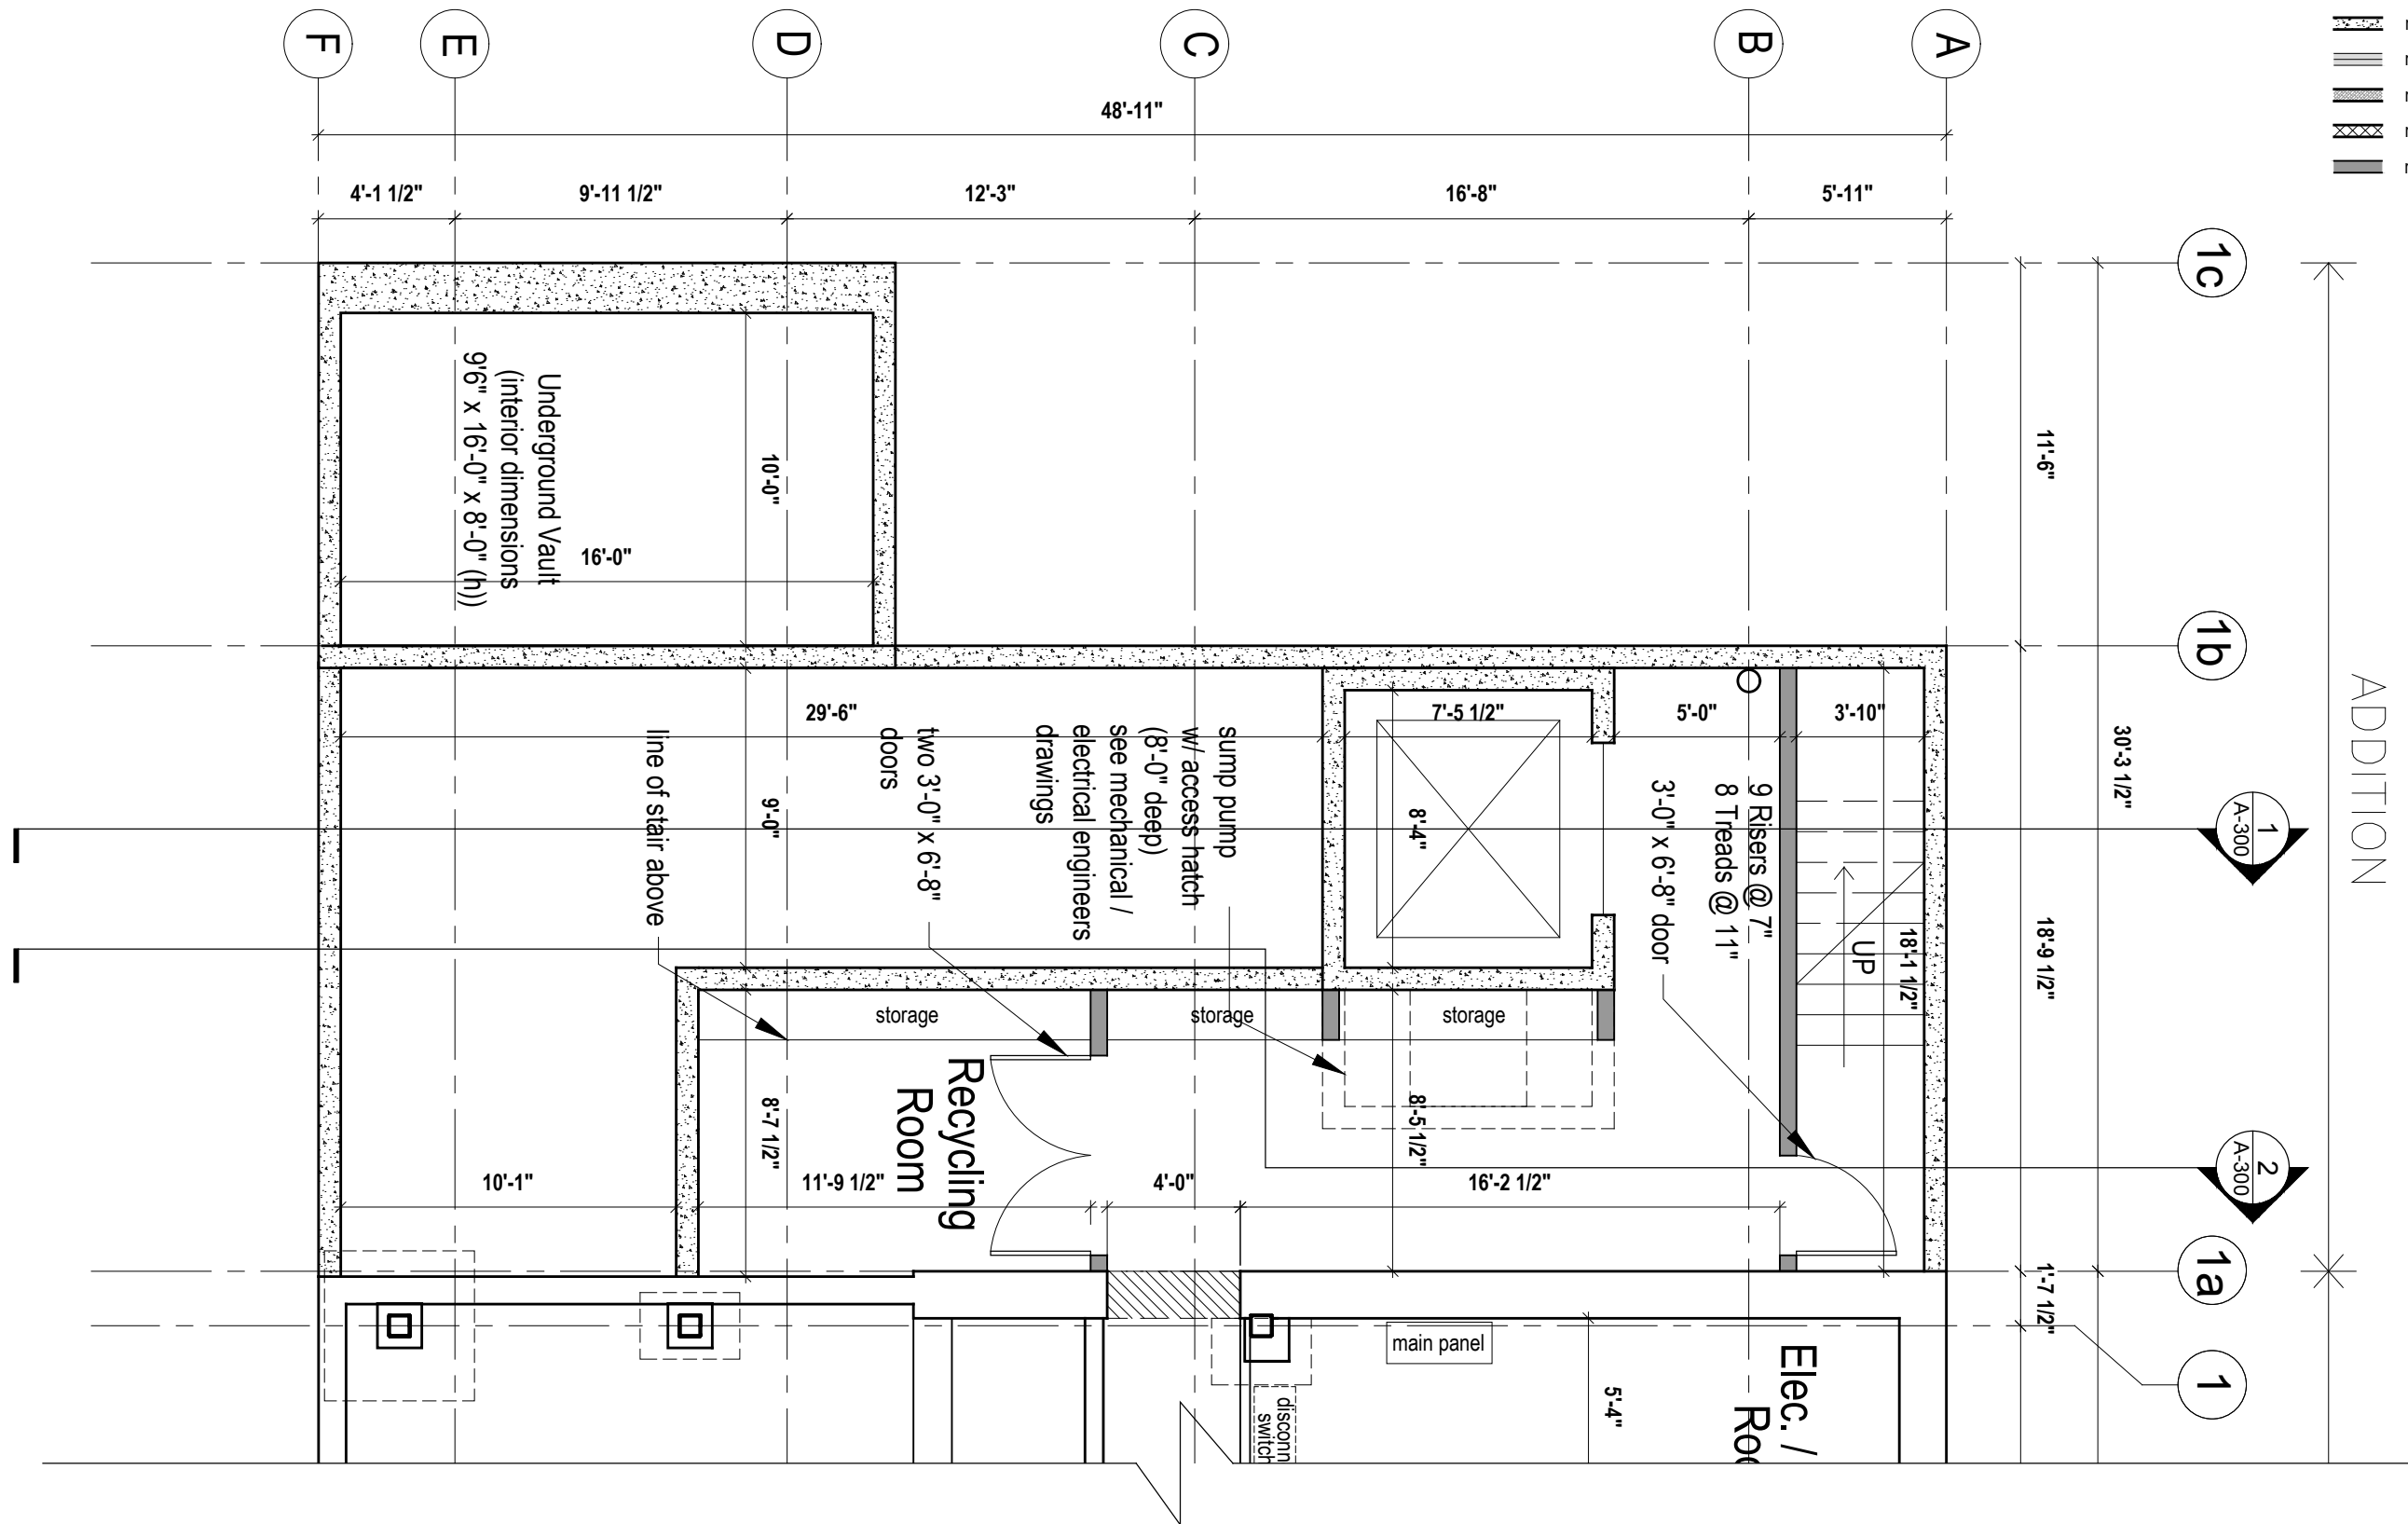 F
E
D
C
B
A
48'-11"
4'-1 1/2"
9'-11 1/2"
12'-3"
16'-8"
5'-11"
1c
1b
1a
1
ADDITION
11'-6"
30'-3 1/2"
18'-9 1/2"
1'-7 1/2"
1
A-300
2
A-300
Underground Vault
(interior dimensions
9'6" x 16'-0" x 8'-0" (h))
10'-0"
16'-0"
29'-6"
7'-5 1/2"
5'-0"
3'-10"
9'-0"
8'-4"
18'-1 1/2"
line of stair above
two 3'-0" x 6'-8"
doors
sump pump
w/ access hatch
(8'-0" deep)
see mechanical /
electrical engineers
drawings
9 Risers @ 7"
8 Treads @ 11"
3'-0" x 6'-8" door
UP
storage
storage
storage
Recycling
Room
8'-7 1/2"
8'-5 1/2"
10'-1"
11'-9 1/2"
4'-0"
16'-2 1/2"
main panel
disconn
switch
5'-4"
Elec. /